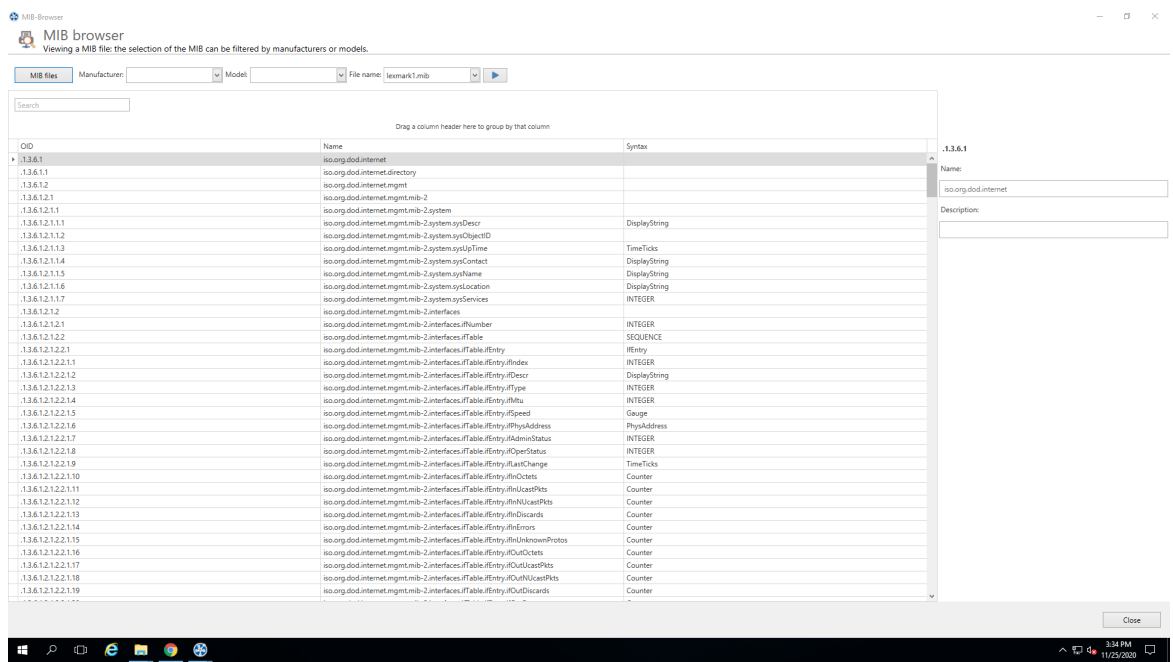 MIB-Browser
MIB browser
Viewing a MIB file: the selection of the MIB can be filtered by manufacturers or models.
MIB files Manufacturer: Model: File name: lexmark1.mib
Search
Drag a column header here to group by that column
OID Name Syntax
.1.3.6.1 iso.org.dod.internet
.1.3.6.1.1 iso.org.dod.internet.directory
.1.3.6.1.2 iso.org.dod.internet.mgmt
.1.3.6.1.2.1 iso.org.dod.internet.mgmt.mib-2
.1.3.6.1.2.1.1 iso.org.dod.internet.mgmt.mib-2.system
.1.3.6.1.2.1.1.1 iso.org.dod.internet.mgmt.mib-2.system.sysDescr DisplayString
.1.3.6.1.2.1.1.2 iso.org.dod.internet.mgmt.mib-2.system.sysObjectID
.1.3.6.1.2.1.1.3 iso.org.dod.internet.mgmt.mib-2.system.sysUpTime TimeTicks
.1.3.6.1.2.1.1.4 iso.org.dod.internet.mgmt.mib-2.system.sysContact DisplayString
.1.3.6.1.2.1.1.5 iso.org.dod.internet.mgmt.mib-2.system.sysName DisplayString
.1.3.6.1.2.1.1.6 iso.org.dod.internet.mgmt.mib-2.system.sysLocation DisplayString
.1.3.6.1.2.1.1.7 iso.org.dod.internet.mgmt.mib-2.system.sysServices INTEGER
.1.3.6.1.2.1.2 iso.org.dod.internet.mgmt.mib-2.interfaces
.1.3.6.1.2.1.2.1 iso.org.dod.internet.mgmt.mib-2.interfaces.ifNumber INTEGER
.1.3.6.1.2.1.2.2 iso.org.dod.internet.mgmt.mib-2.interfaces.ifTable SEQUENCE
.1.3.6.1.2.1.2.2.1 iso.org.dod.internet.mgmt.mib-2.interfaces.ifTable.ifEntry IfEntry
.1.3.6.1.2.1.2.2.1.1 iso.org.dod.internet.mgmt.mib-2.interfaces.ifTable.ifEntry.ifIndex INTEGER
.1.3.6.1.2.1.2.2.1.2 iso.org.dod.internet.mgmt.mib-2.interfaces.ifTable.ifEntry.ifDescr DisplayString
.1.3.6.1.2.1.2.2.1.3 iso.org.dod.internet.mgmt.mib-2.interfaces.ifTable.ifEntry.ifType INTEGER
.1.3.6.1.2.1.2.2.1.4 iso.org.dod.internet.mgmt.mib-2.interfaces.ifTable.ifEntry.ifMtu INTEGER
.1.3.6.1.2.1.2.2.1.5 iso.org.dod.internet.mgmt.mib-2.interfaces.ifTable.ifEntry.ifSpeed Gauge
.1.3.6.1.2.1.2.2.1.6 iso.org.dod.internet.mgmt.mib-2.interfaces.ifTable.ifEntry.ifPhysAddress PhysAddress
.1.3.6.1.2.1.2.2.1.7 iso.org.dod.internet.mgmt.mib-2.interfaces.ifTable.ifEntry.ifAdminStatus INTEGER
.1.3.6.1.2.1.2.2.1.8 iso.org.dod.internet.mgmt.mib-2.interfaces.ifTable.ifEntry.ifOperStatus INTEGER
.1.3.6.1.2.1.2.2.1.9 iso.org.dod.internet.mgmt.mib-2.interfaces.ifTable.ifEntry.ifLastChange TimeTicks
.1.3.6.1.2.1.2.2.1.10 iso.org.dod.internet.mgmt.mib-2.interfaces.ifTable.ifEntry.ifInOctets Counter
.1.3.6.1.2.1.2.2.1.11 iso.org.dod.internet.mgmt.mib-2.interfaces.ifTable.ifEntry.ifInUcastPkts Counter
.1.3.6.1.2.1.2.2.1.12 iso.org.dod.internet.mgmt.mib-2.interfaces.ifTable.ifEntry.ifInNUcastPkts Counter
.1.3.6.1.2.1.2.2.1.13 iso.org.dod.internet.mgmt.mib-2.interfaces.ifTable.ifEntry.ifInDiscards Counter
.1.3.6.1.2.1.2.2.1.14 iso.org.dod.internet.mgmt.mib-2.interfaces.ifTable.ifEntry.ifInErrors Counter
.1.3.6.1.2.1.2.2.1.15 iso.org.dod.internet.mgmt.mib-2.interfaces.ifTable.ifEntry.ifInUnknownProtos Counter
.1.3.6.1.2.1.2.2.1.16 iso.org.dod.internet.mgmt.mib-2.interfaces.ifTable.ifEntry.ifOutOctets Counter
.1.3.6.1.2.1.2.2.1.17 iso.org.dod.internet.mgmt.mib-2.interfaces.ifTable.ifEntry.ifOutUcastPkts Counter
.1.3.6.1.2.1.2.2.1.18 iso.org.dod.internet.mgmt.mib-2.interfaces.ifTable.ifEntry.ifOutNUcastPkts Counter
.1.3.6.1.2.1.2.2.1.19 iso.org.dod.internet.mgmt.mib-2.interfaces.ifTable.ifEntry.ifOutDiscards Counter
.1.3.6.1
Name:
iso.org.dod.internet
Description:
Close
3:34 PM
11/25/2020